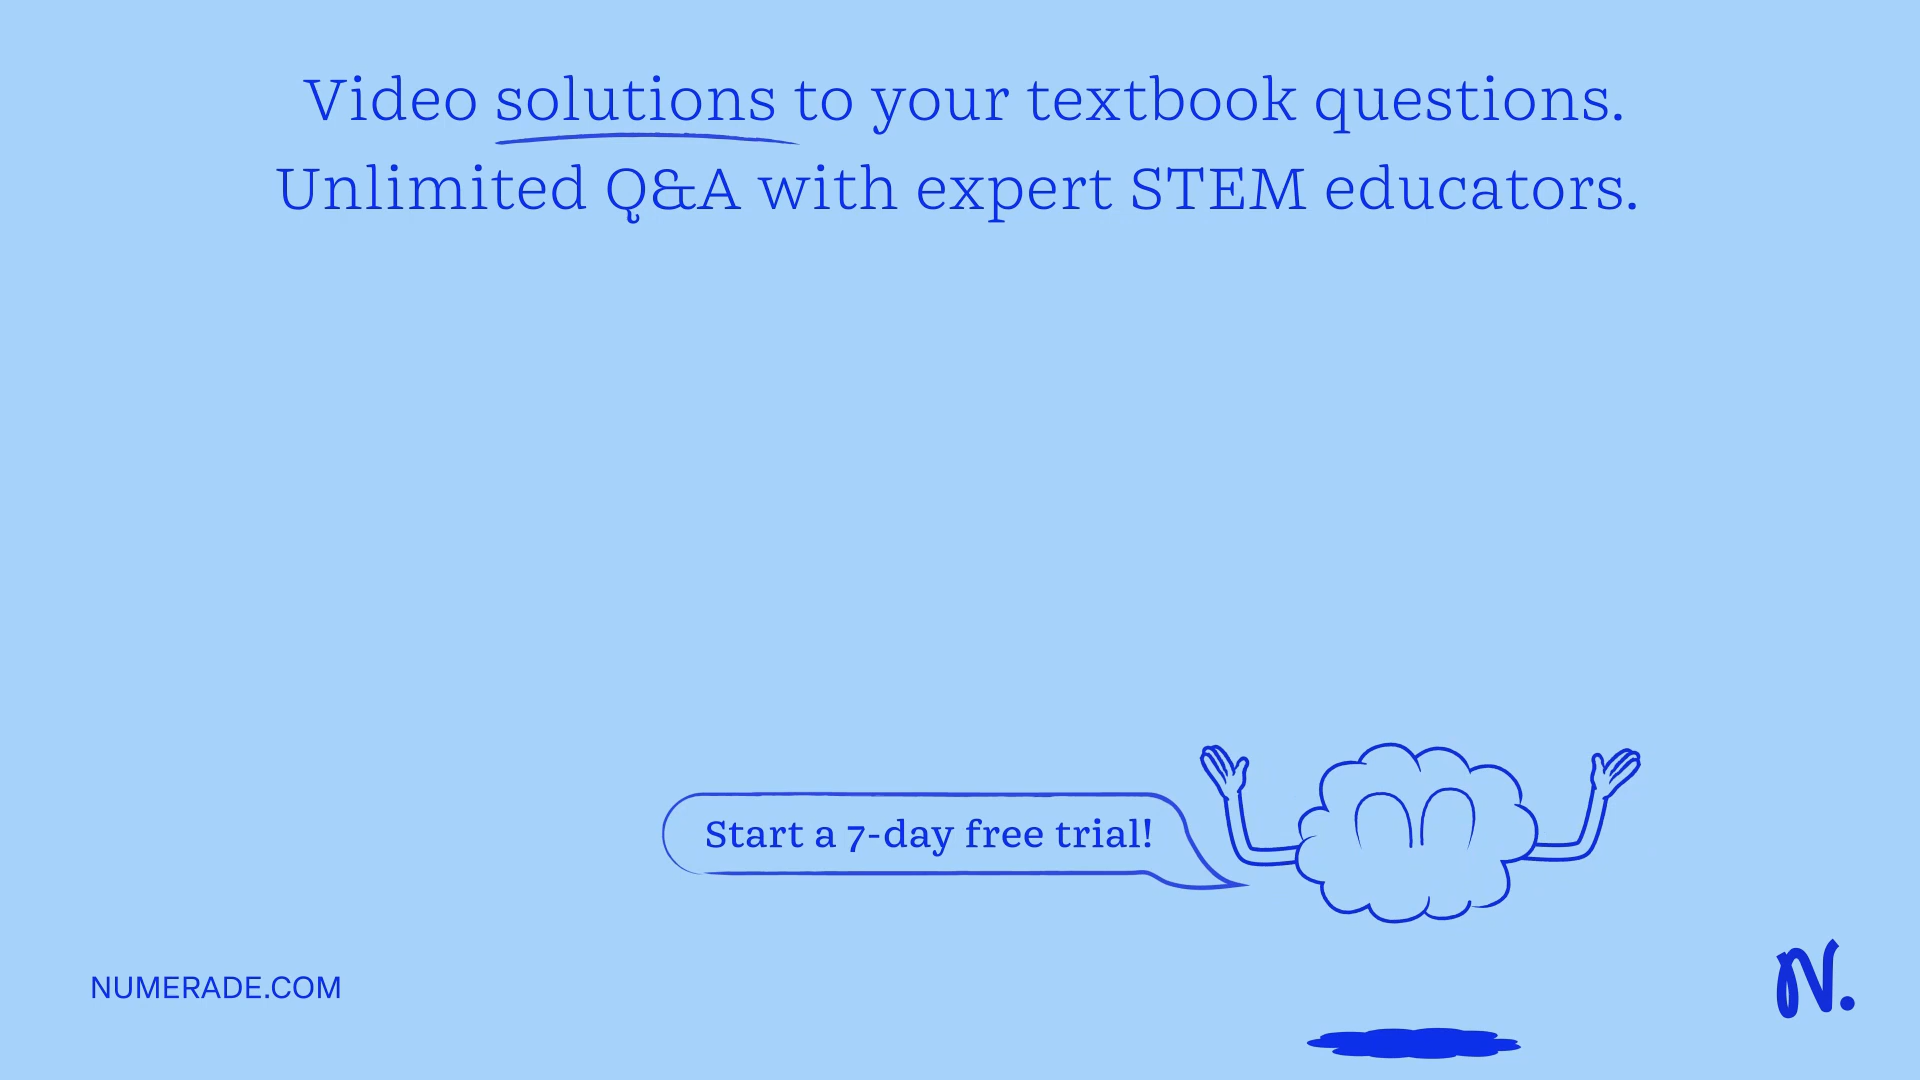 Video solutions to your textbook questions.
Unlimited Q&A with expert STEM educators.
Start a 7-day free trial!
NUMERADE.COM
N.